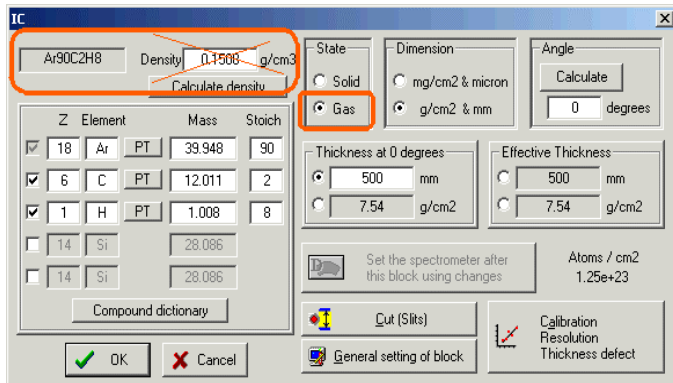 IC
Ar90C2H8 Density 0.1508 g/cm3
Calculate density
Z Element Mass Stoich
18 Ar PT 39.948 90
6 C PT 12.011 2
1 H PT 1.008 8
14 Si 28.086
14 Si 28.086
Compound dictionary
OK Cancel
State
Solid
Gas
Dimension
mg/cm2 & micron
g/cm2 & mm
Angle
Calculate
0 degrees
Thickness at 0 degrees
500 mm
7.54 g/cm2
Effective Thickness
500 mm
7.54 g/cm2
Set the spectrometer after
this block using changes
Atoms / cm2
1.25e+23
Cut (Slits)
General setting of block
Calibration
Resolution
Thickness defect